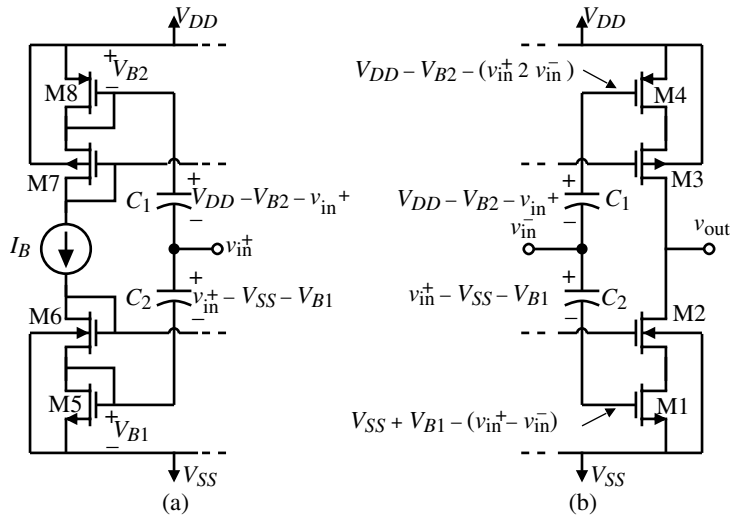 V_DD
+
V_B2
−
M8
M7
C_1
+
V_DD − V_B2 − v_in^+
−
I_B
v_in^+
C_2
+
v_in^+ − V_SS − V_B1
−
M6
M5
+
V_B1
−
V_SS
(a)
V_DD
V_DD − V_B2 − (v_in^+ 2 v_in^−)
M4
M3
V_DD − V_B2 − v_in^+
+
C_1
−
v_in^−
v_out
+
v_in^+ − V_SS − V_B1
C_2
−
M2
M1
V_SS + V_B1 − (v_in^+ − v_in^−)
V_SS
(b)